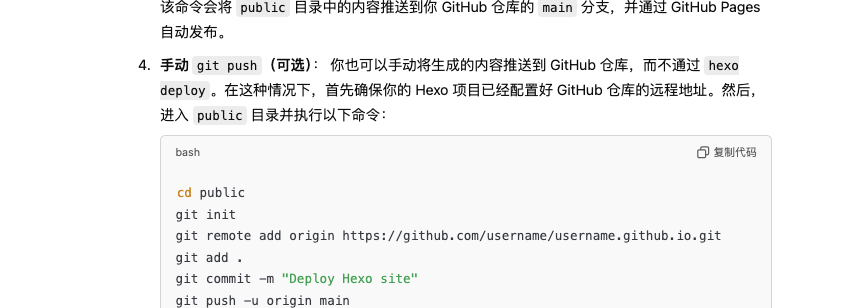 该命令会将 public 目录中的内容推送到你 GitHub 仓库的 main 分支，并通过 GitHub Pages
自动发布。
4. 手动 git push（可选）： 你也可以手动将生成的内容推送到 GitHub 仓库，而不通过 hexo
deploy。在这种情况下，首先确保你的 Hexo 项目已经配置好 GitHub 仓库的远程地址。然后，
进入 public 目录并执行以下命令：
bash 复制代码
cd public
git init
git remote add origin https://github.com/username/username.github.io.git
git add .
git commit -m "Deploy Hexo site"
git push -u origin main